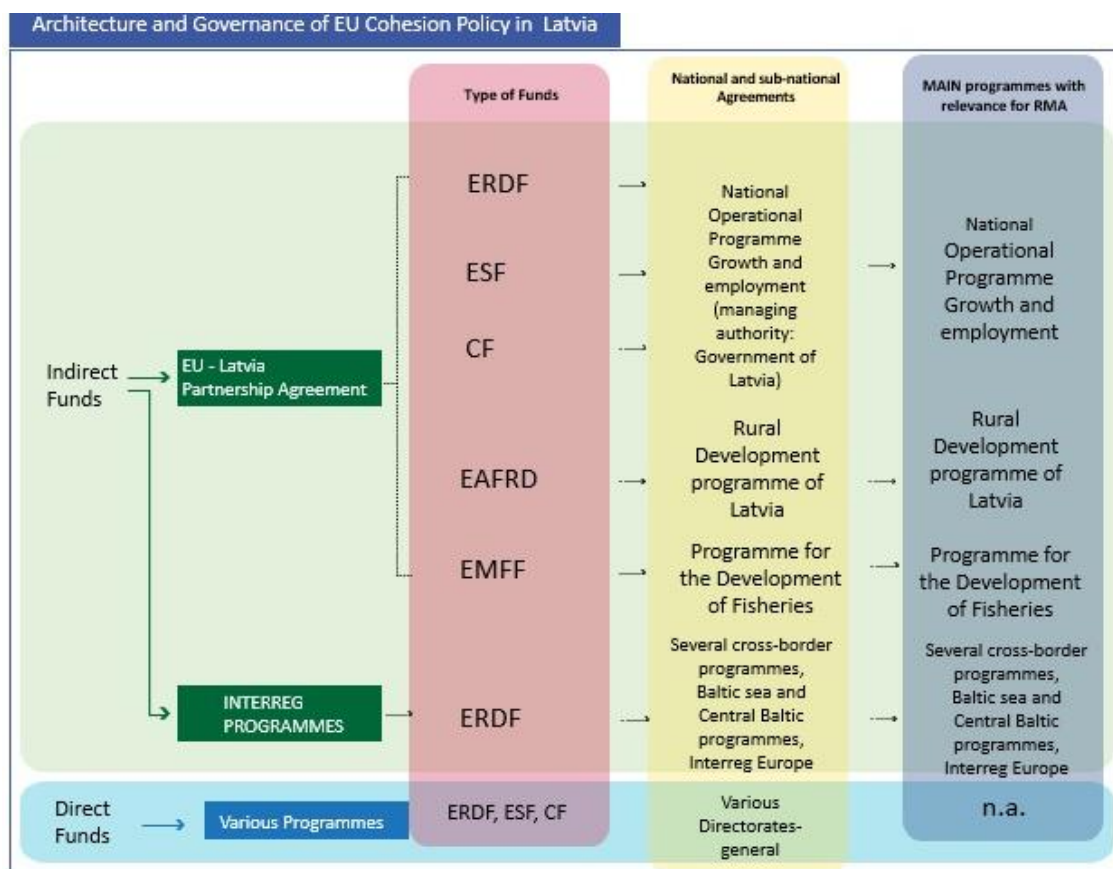 Architecture and Governance of EU Cohesion Policy in Latvia
Type of Funds
National and sub-national
Agreements
MAIN programmes with
relevance for RMA
Indirect
Funds
EU - Latvia
Partnership Agreement
ERDF
ESF
CF
National
Operational
Programme
Growth and
employment
(managing
authority:
Government of
Latvia)
National
Operational
Programme
Growth and
employment
EAFRD
Rural
Development
programme of
Latvia
Rural
Development
programme of
Latvia
EMFF
Programme for
the Development
of Fisheries
Programme for
the Development
of Fisheries
INTERREG
PROGRAMMES
ERDF
Several cross-border
programmes,
Baltic sea and
Central Baltic
programmes,
Interreg Europe
Several cross-border
programmes,
Baltic sea and
Central Baltic
programmes,
Interreg Europe
Direct
Funds
Various Programmes
ERDF, ESF, CF
Various
Directorates-
general
n.a.